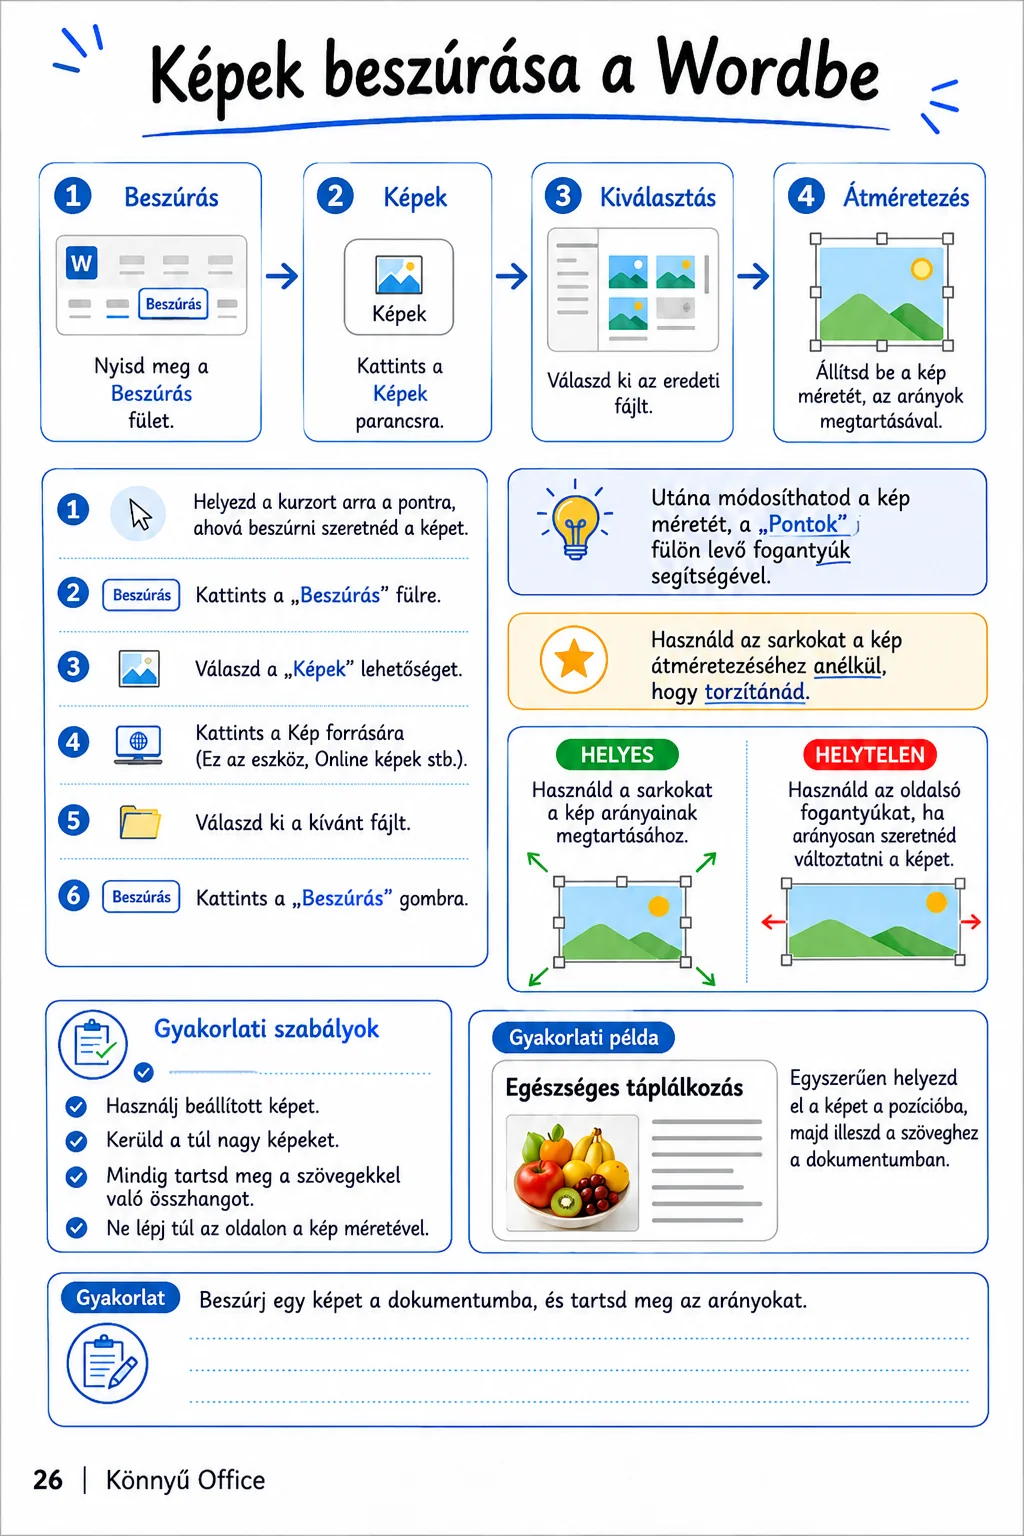 Képek beszúrása a Wordbe
1 Beszúrás
W
Beszúrás
Nyisd meg a
Beszúrás
fület.
2 Képek
Képek
Kattints a
Képek
parancsra.
3 Kiválasztás
Válaszd ki az eredeti
fájlt.
4 Átméretezés
Állítsd be a kép
méretét, az arányok
megtartásával.
1 Helyezd a kurzort arra a pontra,
ahová beszúrni szeretnéd a képet.
2 Beszúrás Kattints a „Beszúrás” fülre.
3 Válaszd a „Képek” lehetőséget.
4 Kattints a Kép forrására
(Ez az eszköz, Online képek stb.).
5 Válaszd ki a kívánt fájlt.
6 Beszúrás Kattints a „Beszúrás” gombra.
Utána módosíthatod a kép
méretét, a „Pontok”
fülön levő fogantyúk
segítségével.
Használd az sarkokat a kép
átméretezéséhez anélkül,
hogy torzítánád.
HELYES
Használd a sarkokat
a kép arányainak
megtartásához.
HELYTELEN
Használd az oldalsó
fogantyúkat, ha
arányosan szeretnéd
változtatni a képet.
Gyakorlati szabályok
Használj beállított képet.
Kerüld a túl nagy képeket.
Mindig tartsd meg a szövegekkel
való összhangot.
Ne lépj túl az oldalon a kép méretével.
Gyakorlati példa
Egészséges táplálkozás
Egyszerűen helyezd
el a képet a pozícióba,
majd illeszd a szöveghez
a dokumentumban.
Gyakorlat Beszúrj egy képet a dokumentumba, és tartsd meg az arányokat.
26 | Könnyű Office